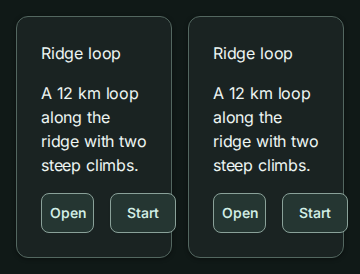 Ridge loop
A 12 km loop
along the
ridge with two
steep climbs.
Open Start
Ridge loop
A 12 km loop
along the
ridge with two
steep climbs.
Open Start